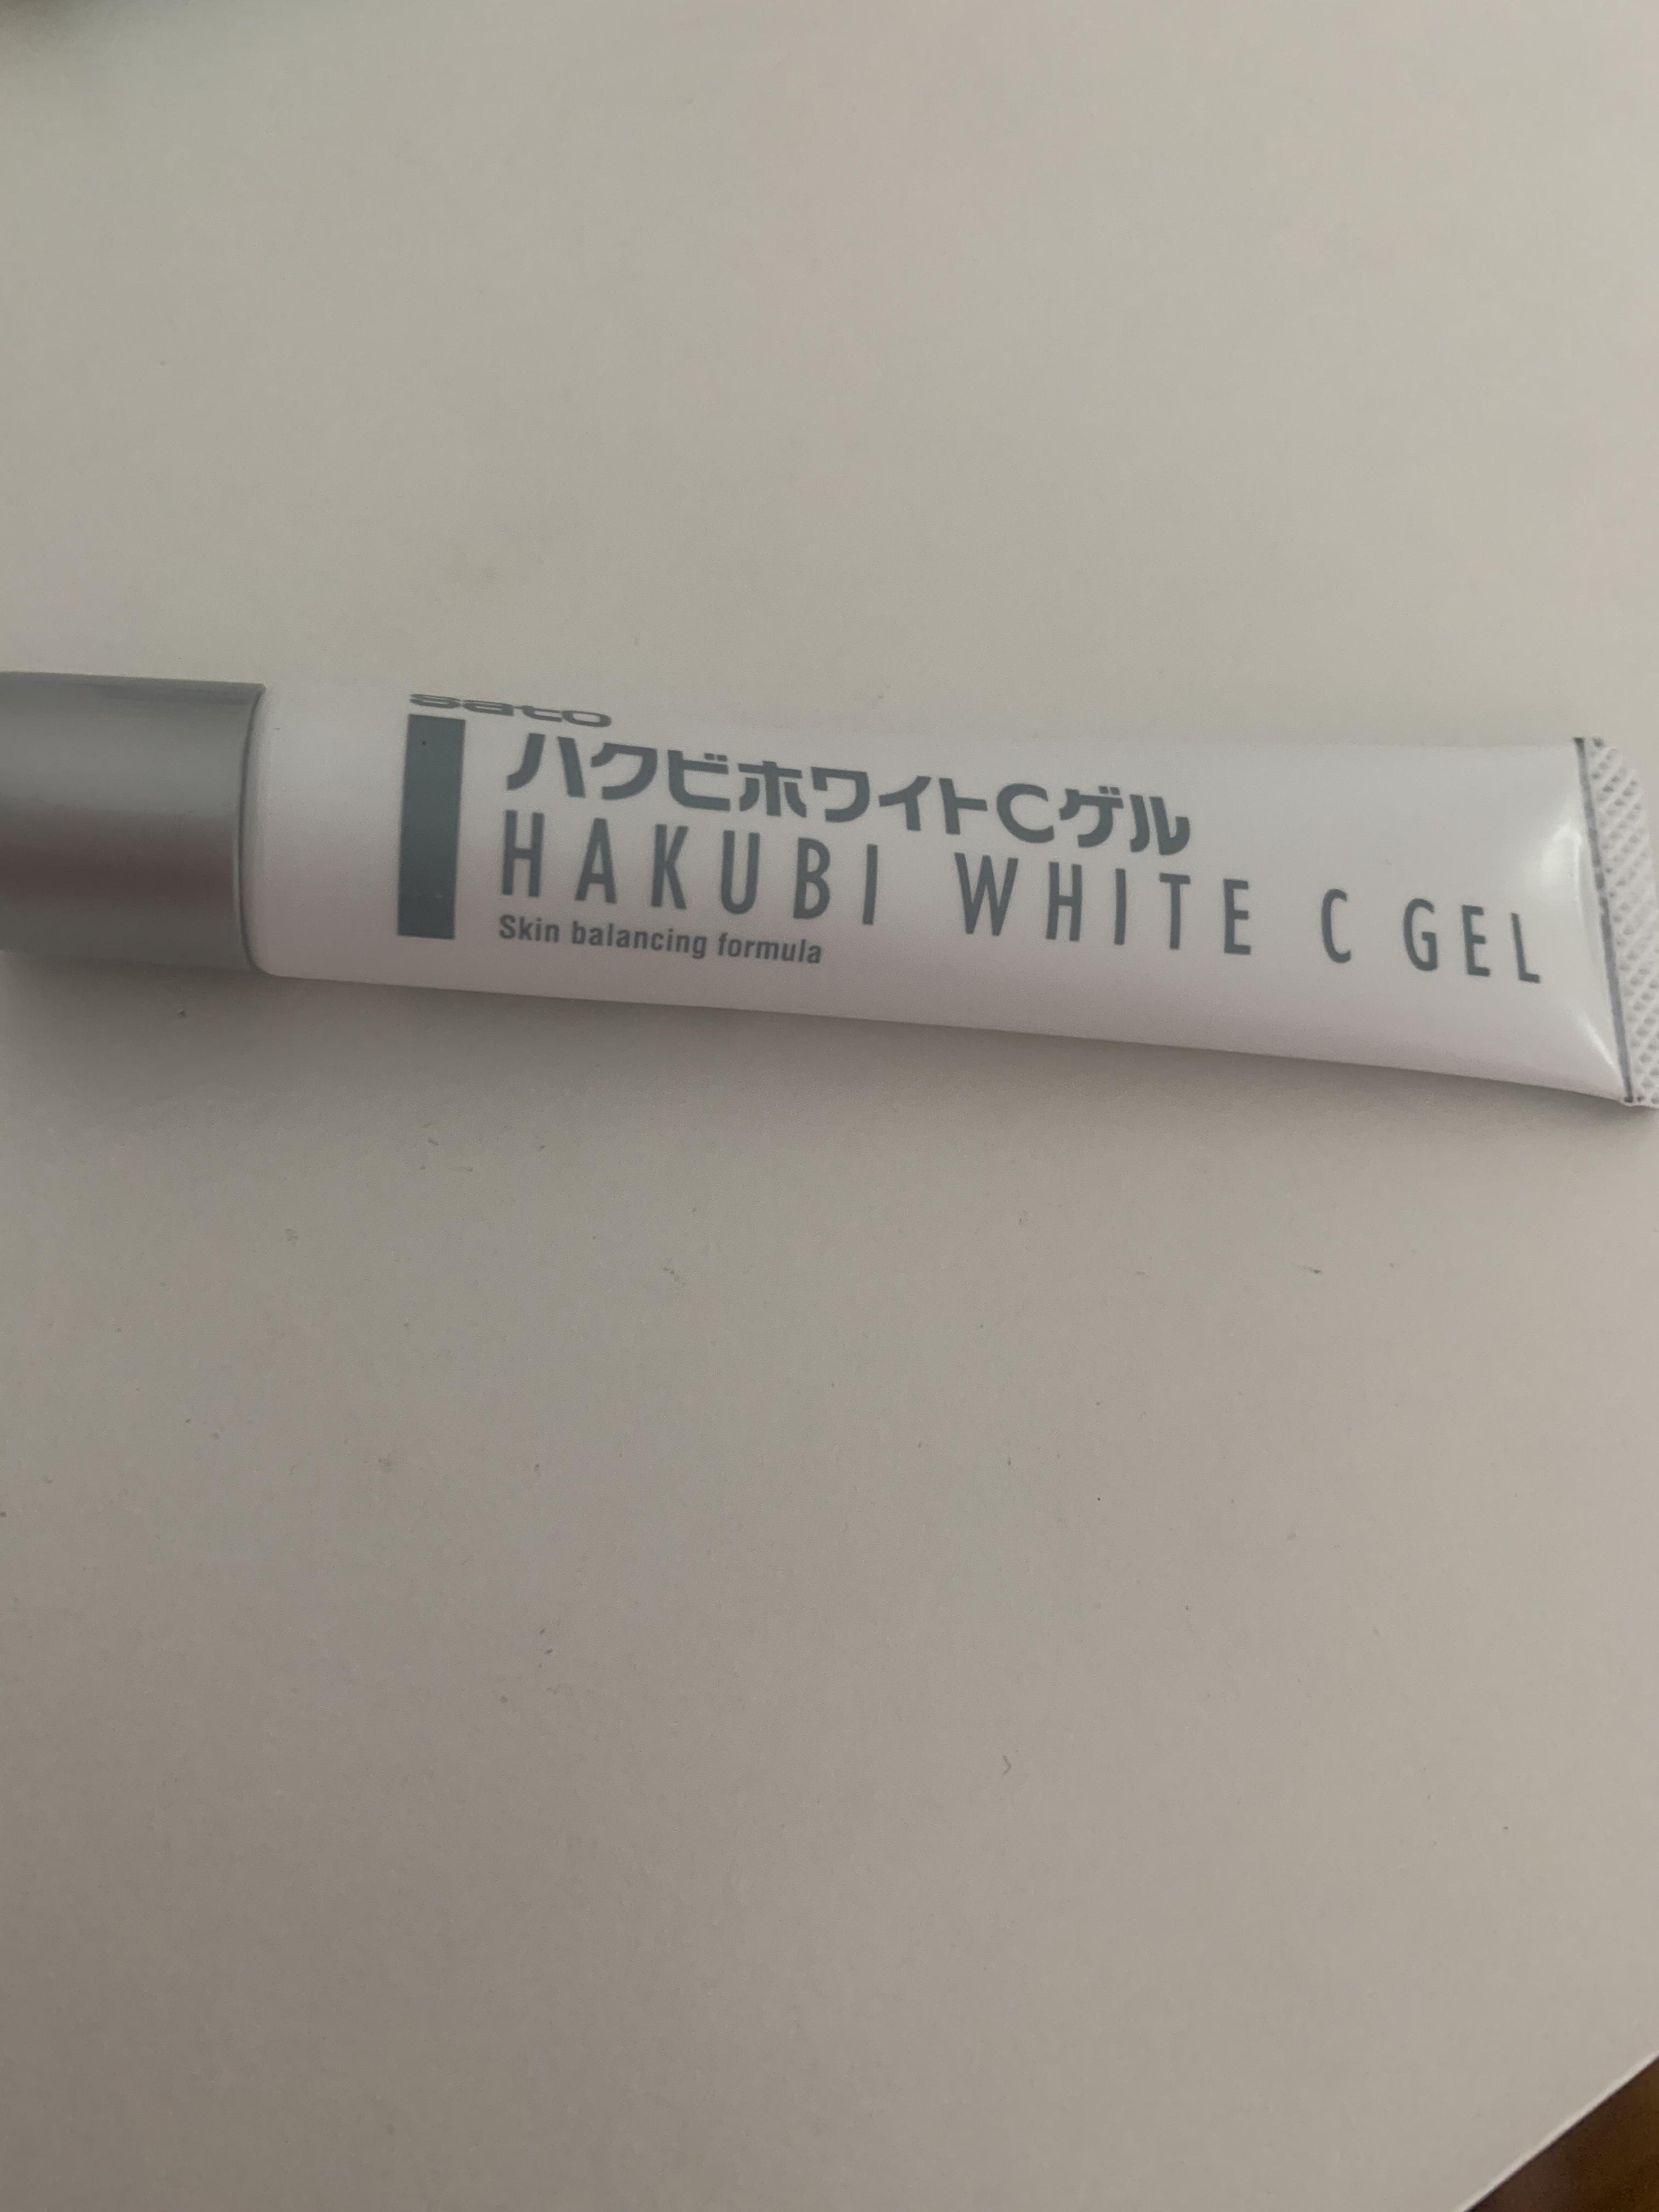 sato
ハクビホワイトCゲル
HAKUBI WHITE C GEL
Skin balancing formula